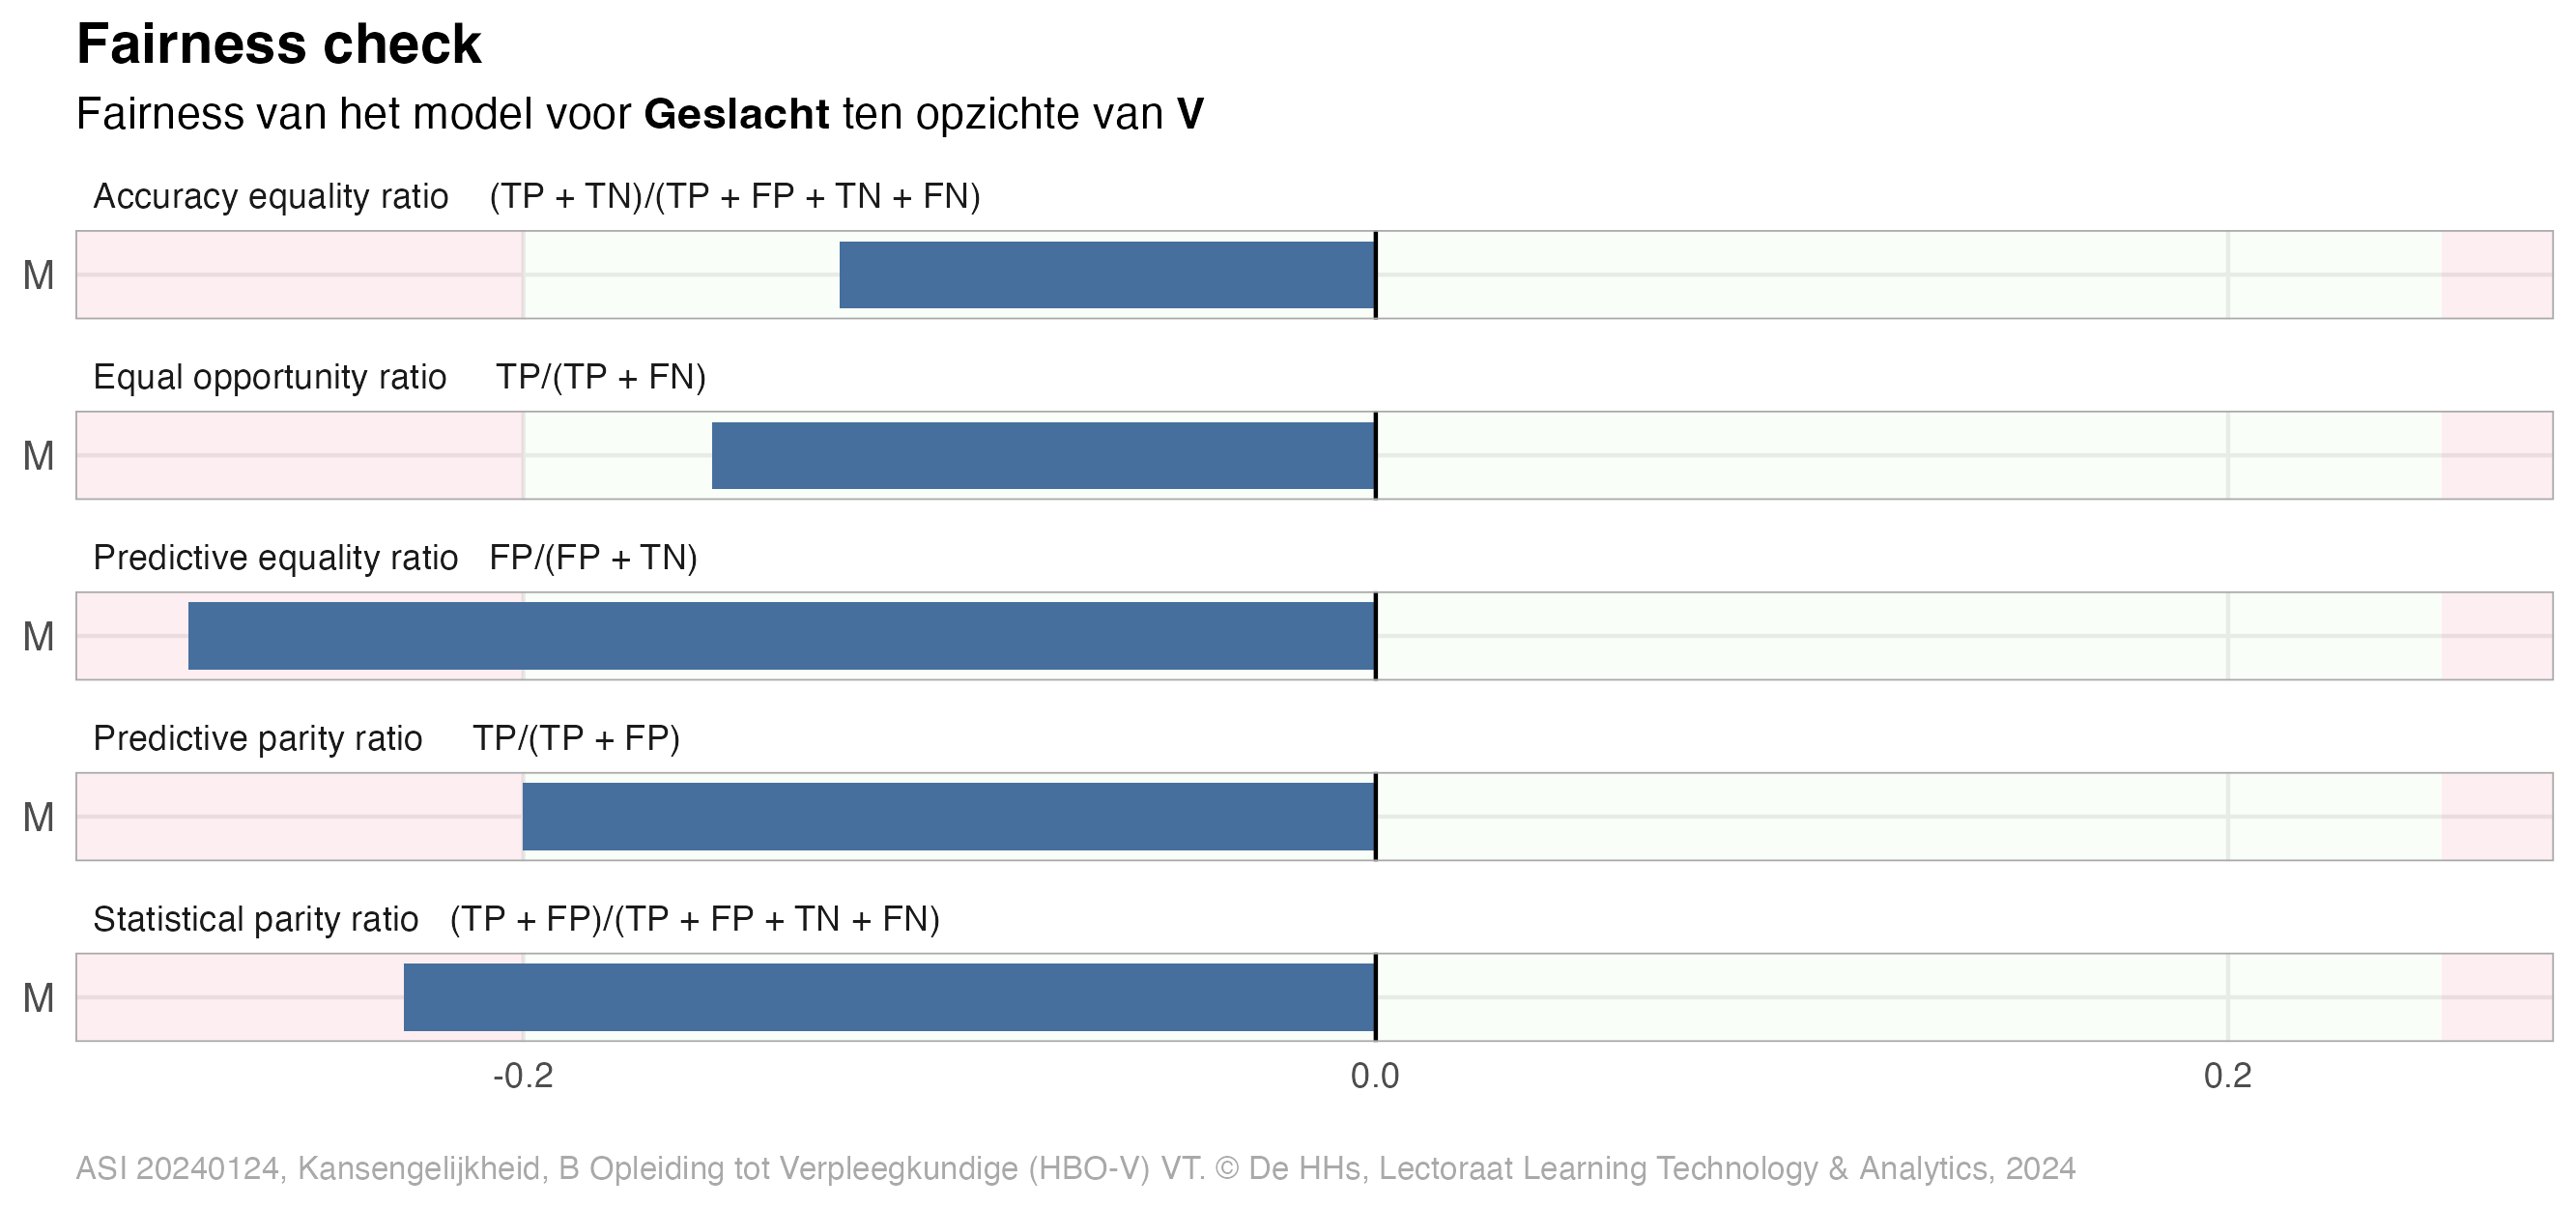 Fairness check
Fairness van het model voor Geslacht ten opzichte van V
Accuracy equality ratio (TP + TN)/(TP + FP + TN + FN)
M
Equal opportunity ratio TP/(TP + FN)
M
Predictive equality ratio FP/(FP + TN)
M
Predictive parity ratio TP/(TP + FP)
M
Statistical parity ratio (TP + FP)/(TP + FP + TN + FN)
M
-0.2 0.0 0.2
ASI 20240124, Kansengelijkheid, B Opleiding tot Verpleegkundige (HBO-V) VT. © De HHs, Lectoraat Learning Technology & Analytics, 2024